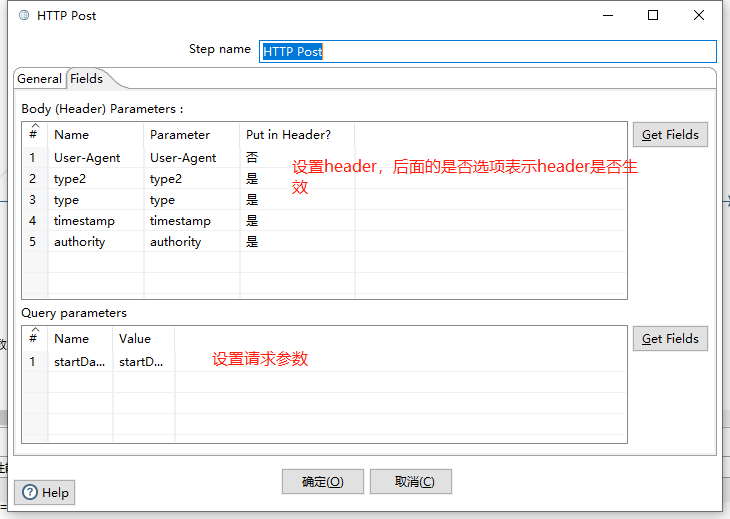 HTTP Post
Step name HTTP Post
General Fields
Body (Header) Parameters :
# Name Parameter Put in Header? Get Fields
1 User-Agent User-Agent 否
2 type2 type2 是
3 type type 是
4 timestamp timestamp 是
5 authority authority 是
设置header，后面的是否选项表示header是否生
效
Query parameters
# Name Value Get Fields
1 startDa... startD...
设置请求参数
确定(O) 取消(C)
Help